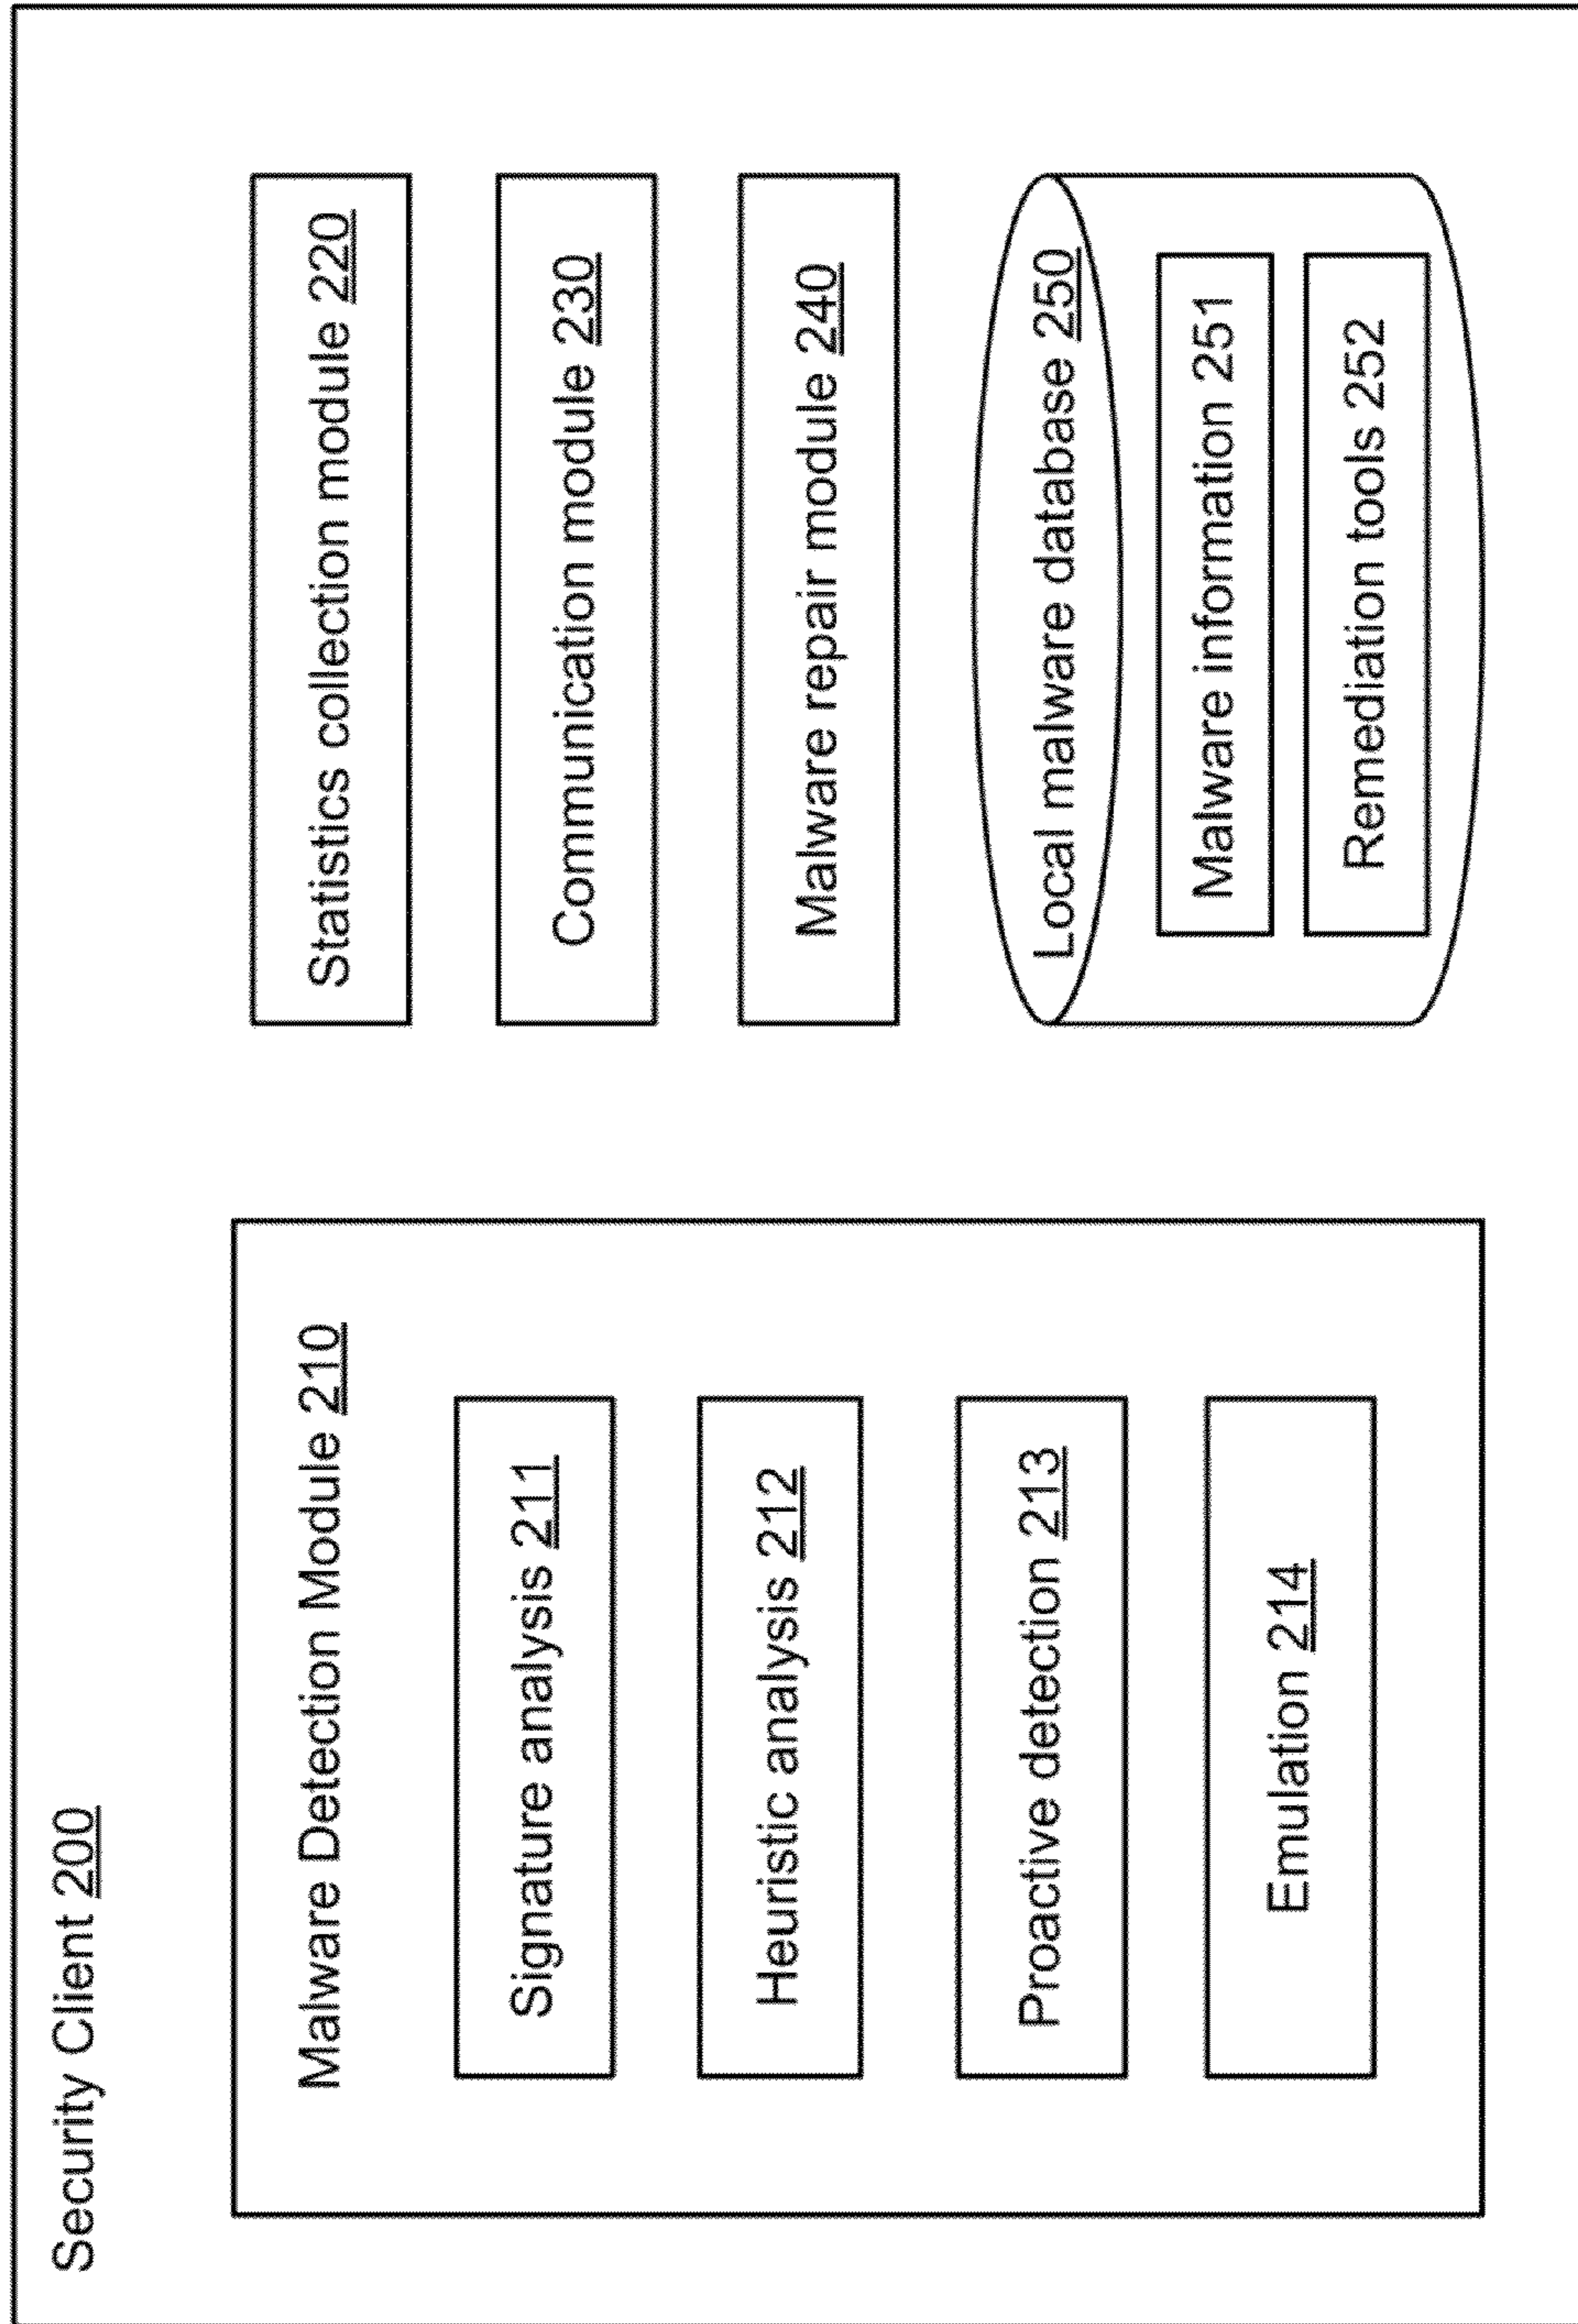 Security Client 200
Malware Detection Module 210
Signature analysis 211
Heuristic analysis 212
Proactive detection 213
Emulation 214
Statistics collection module 220
Communication module 230
Malware repair module 240
Local malware database 250
Malware information 251
Remediation tools 252